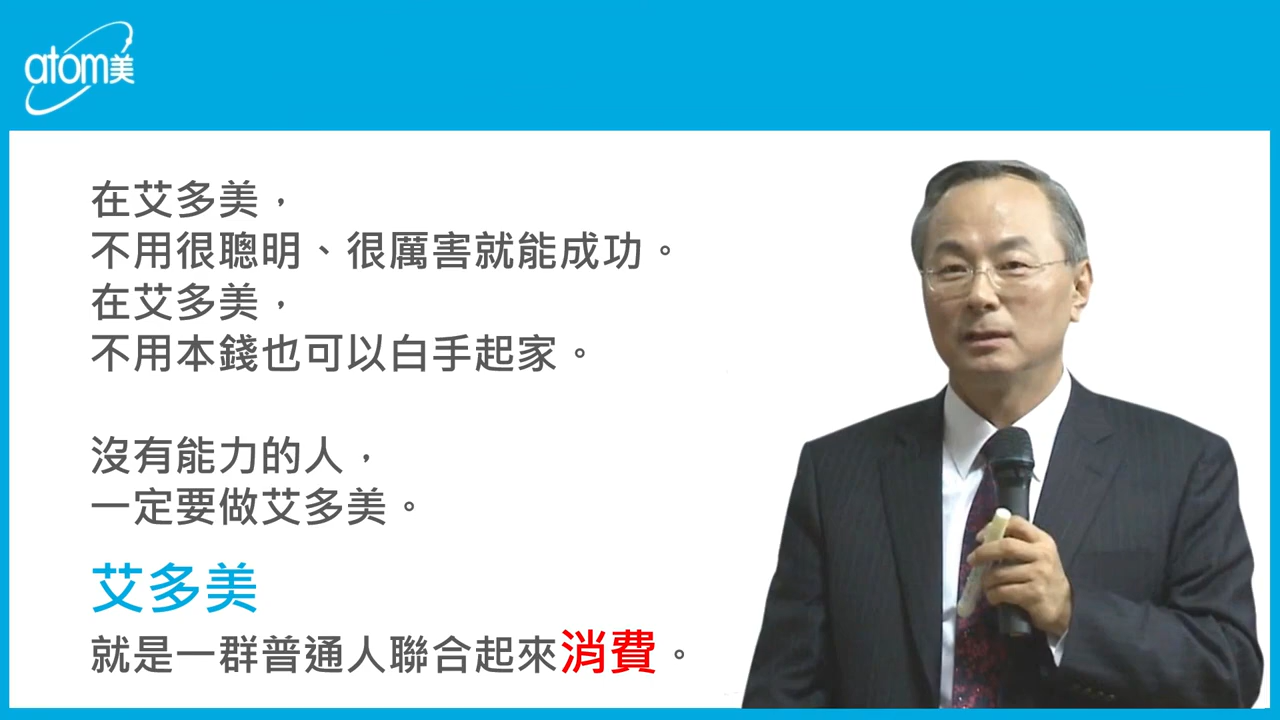 atom美
在艾多美，
不用很聰明、很厲害就能成功。
在艾多美，
不用本錢也可以白手起家。
沒有能力的人，
一定要做艾多美。
艾多美
就是一群普通人聯合起來消費。